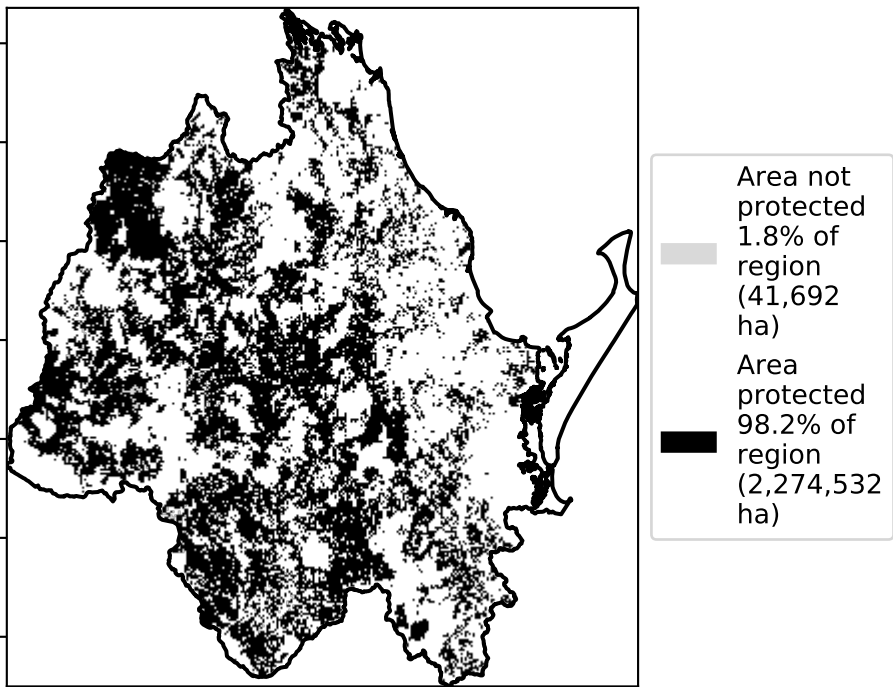 Area not
protected
1.8% of
region
(41,692
ha)
Area
protected
98.2% of
region
(2,274,532
ha)